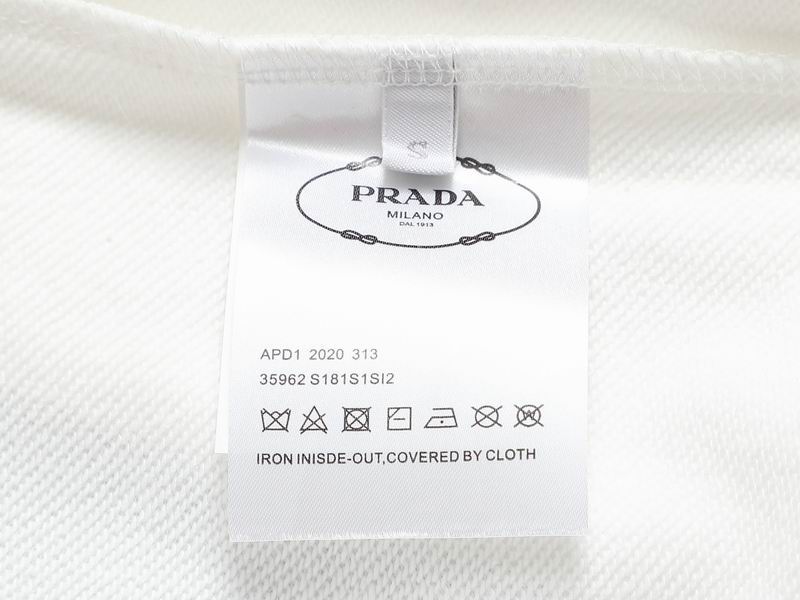 S
PRADA
MILANO
DAL 1913
APD1 2020 313
35962 S181S1SI2
IRON INISDE-OUT,COVERED BY CLOTH